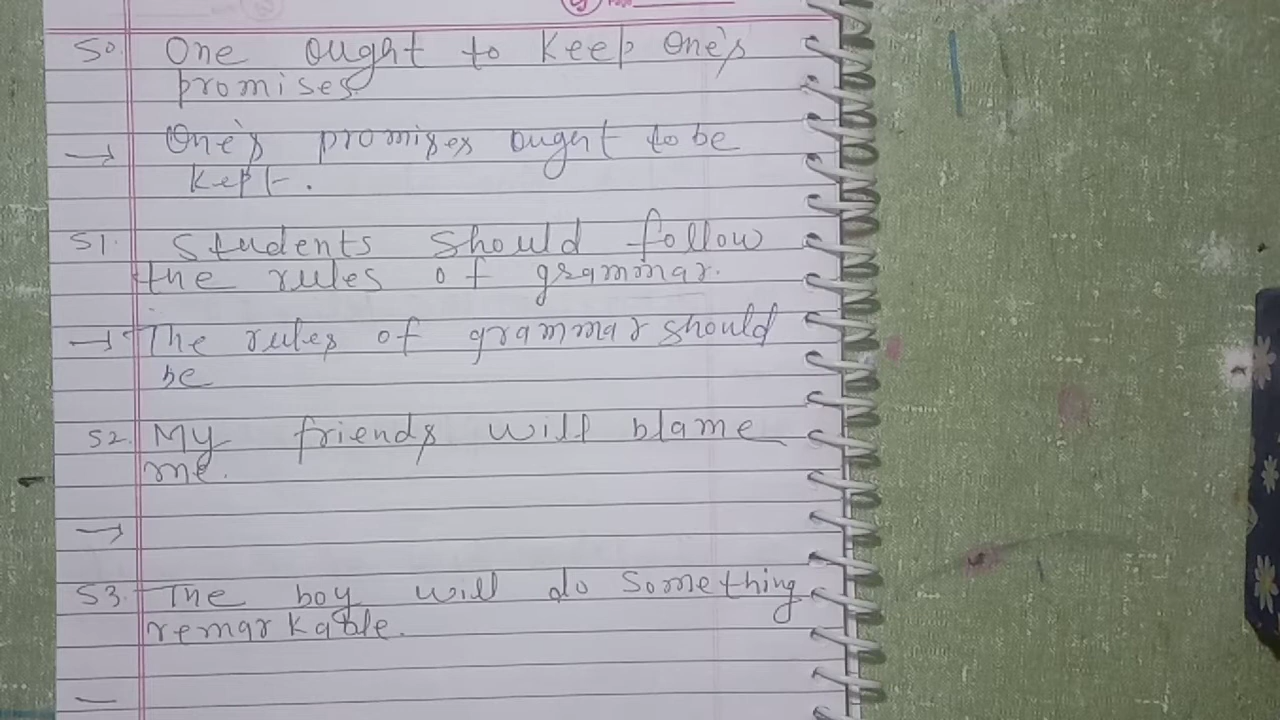 50. One ought to keep one's
promises.
→ One's promises ought to be
kept.
51. Students should follow
the rules of grammar.
→ The rules of grammar should
be
52. My friends will blame
me.
→
53. The boy will do something
remarkable.